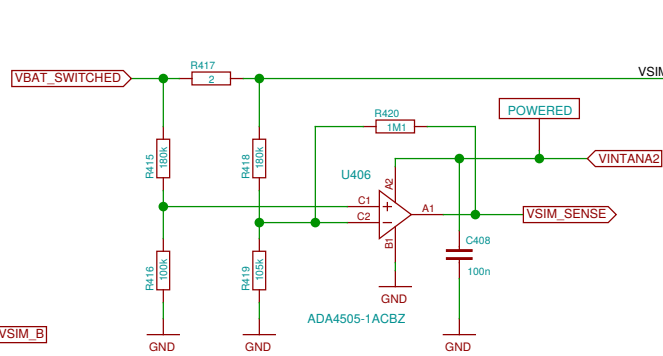 R417
VBAT_SWITCHED
2
VSIM
R420
POWERED
1M1
R415
180k
R418
180k
U406
A2
VINTANA2
C1
C2
A1
VSIM_SENSE
B1
C408
R416
100k
R419
105k
100n
GND
ADA4505-1ACBZ
VSIM_B
GND
GND
GND